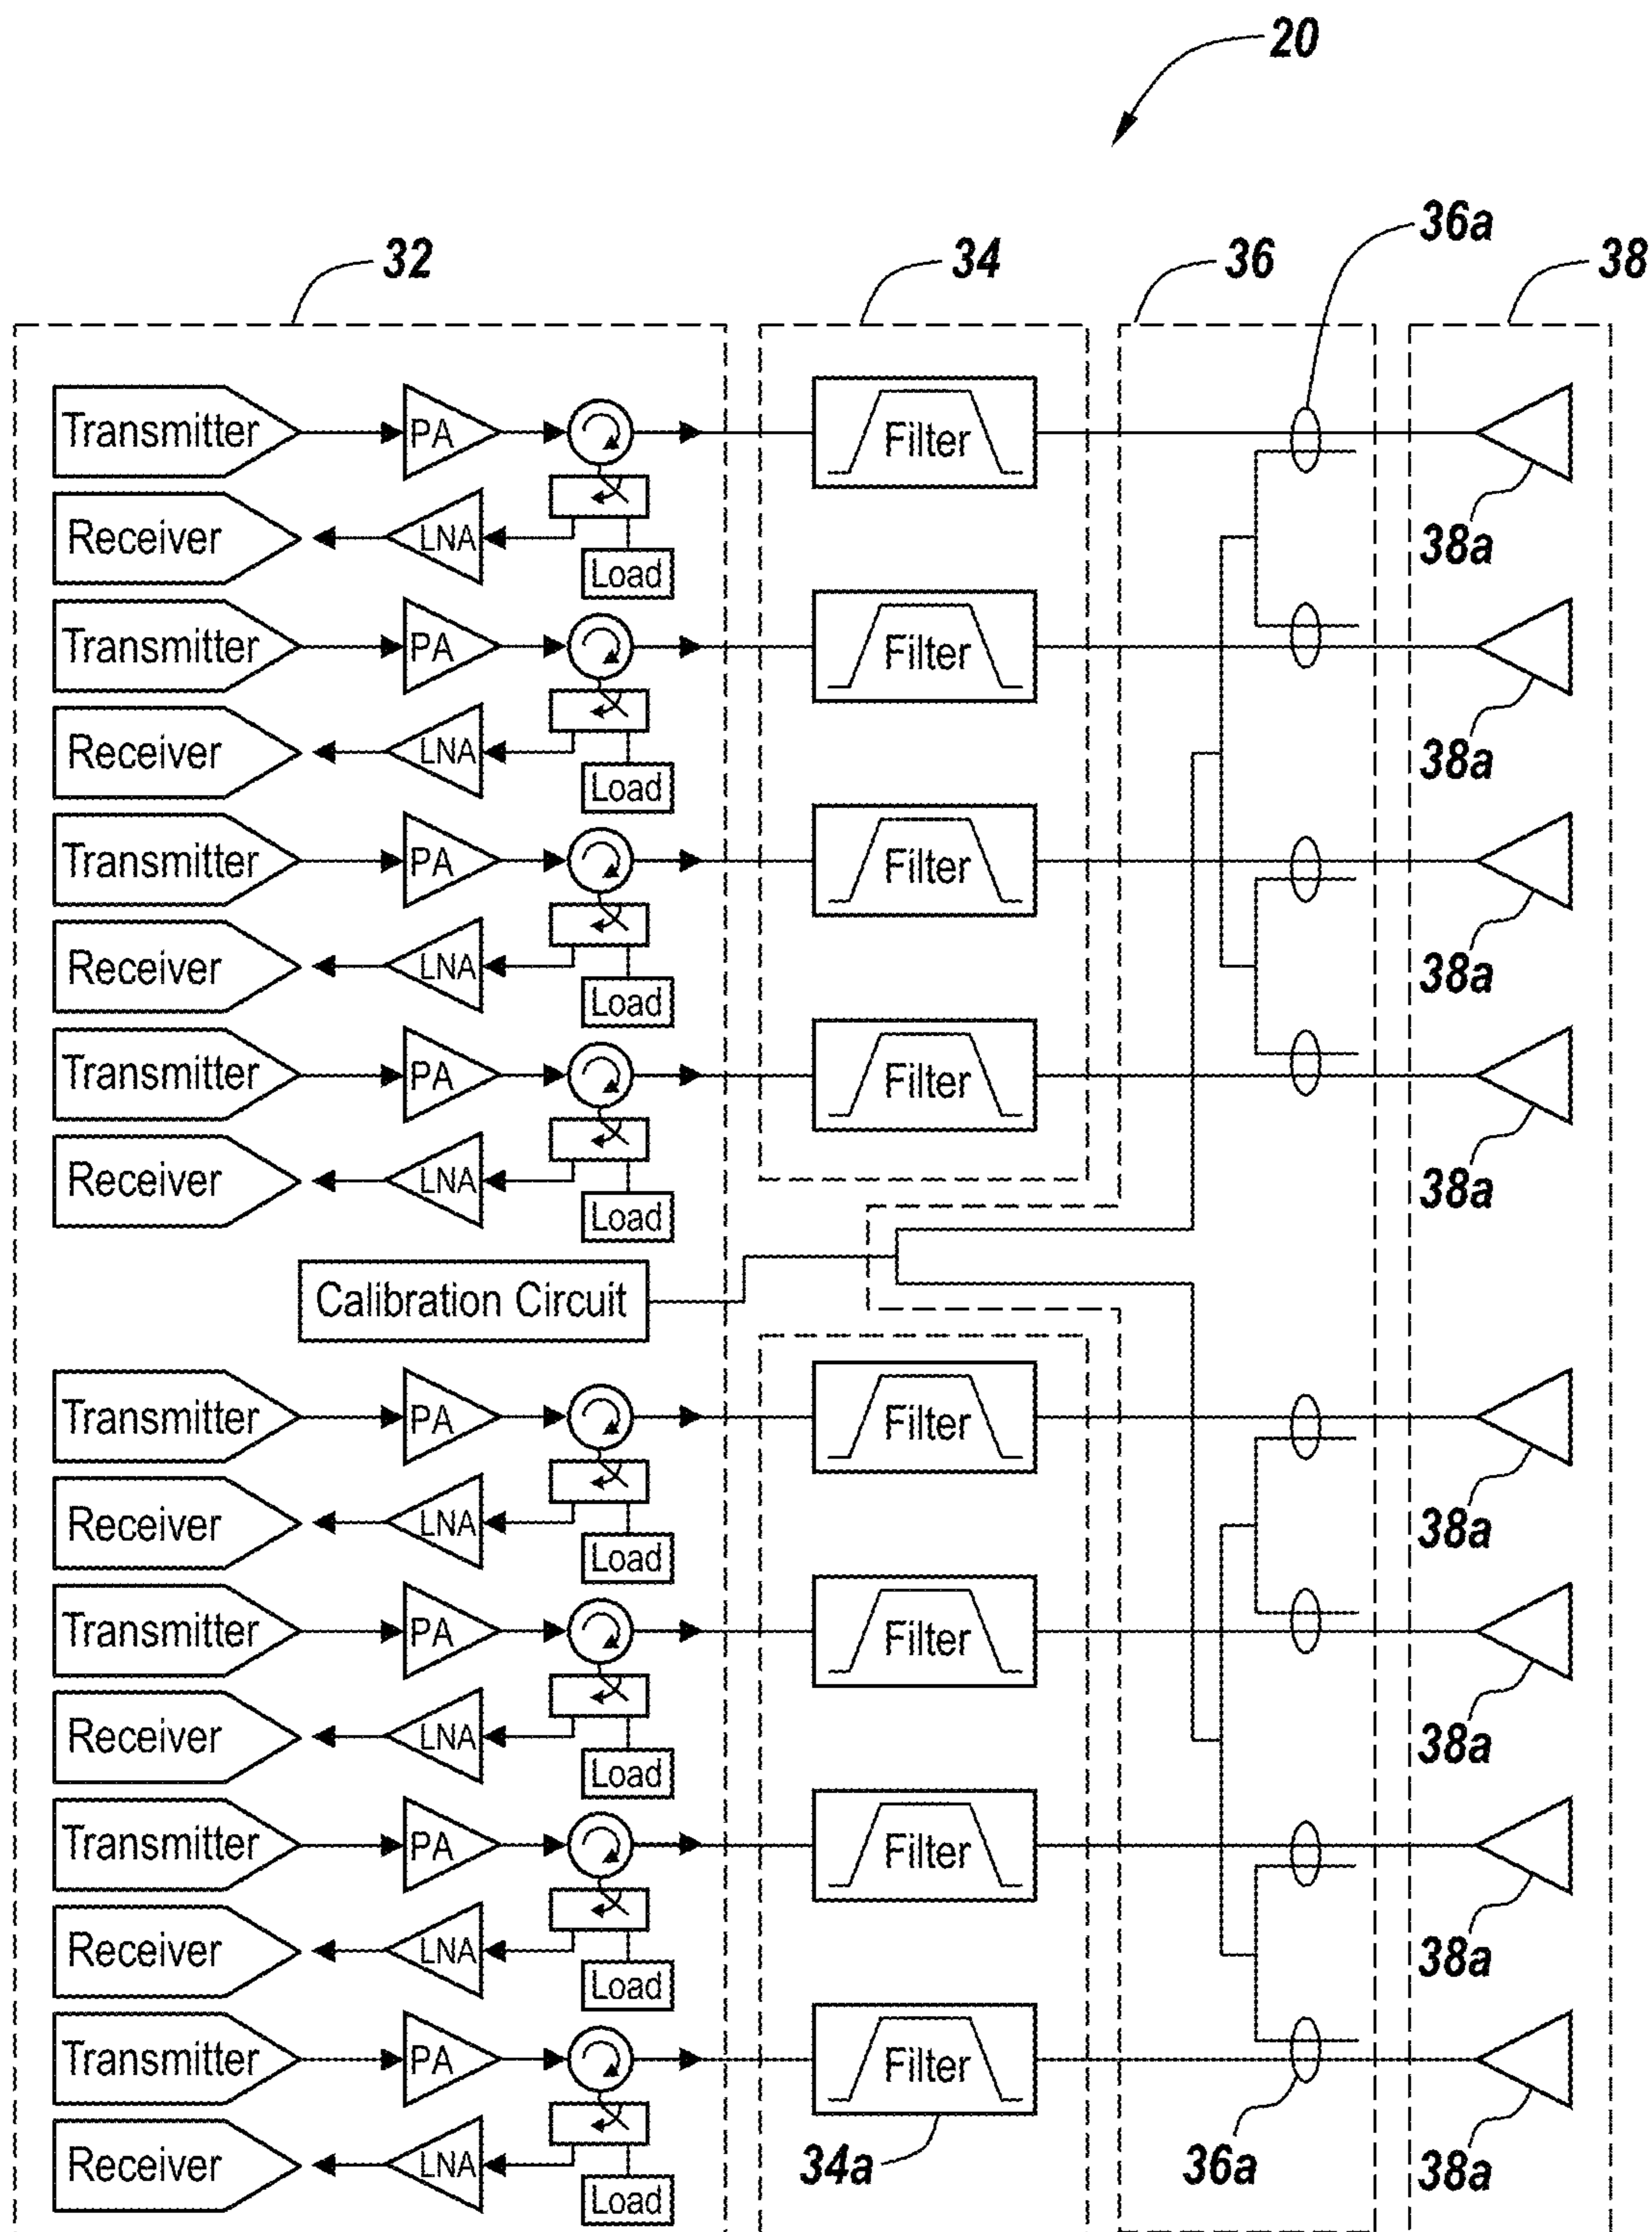 20
36a
32
34
36
38
Transmitter PA Filter
38a
Receiver LNA
Load
Transmitter PA Filter
38a
Receiver LNA
Load
Transmitter PA Filter
38a
Receiver LNA
Load
Transmitter PA Filter
38a
Receiver LNA
Load
Calibration Circuit
Transmitter PA Filter
38a
Receiver LNA
Load
Transmitter PA Filter
38a
Receiver LNA
Load
Transmitter PA Filter
38a
Receiver LNA
Load
Transmitter PA Filter
Receiver LNA 34a 36a 38a
Load